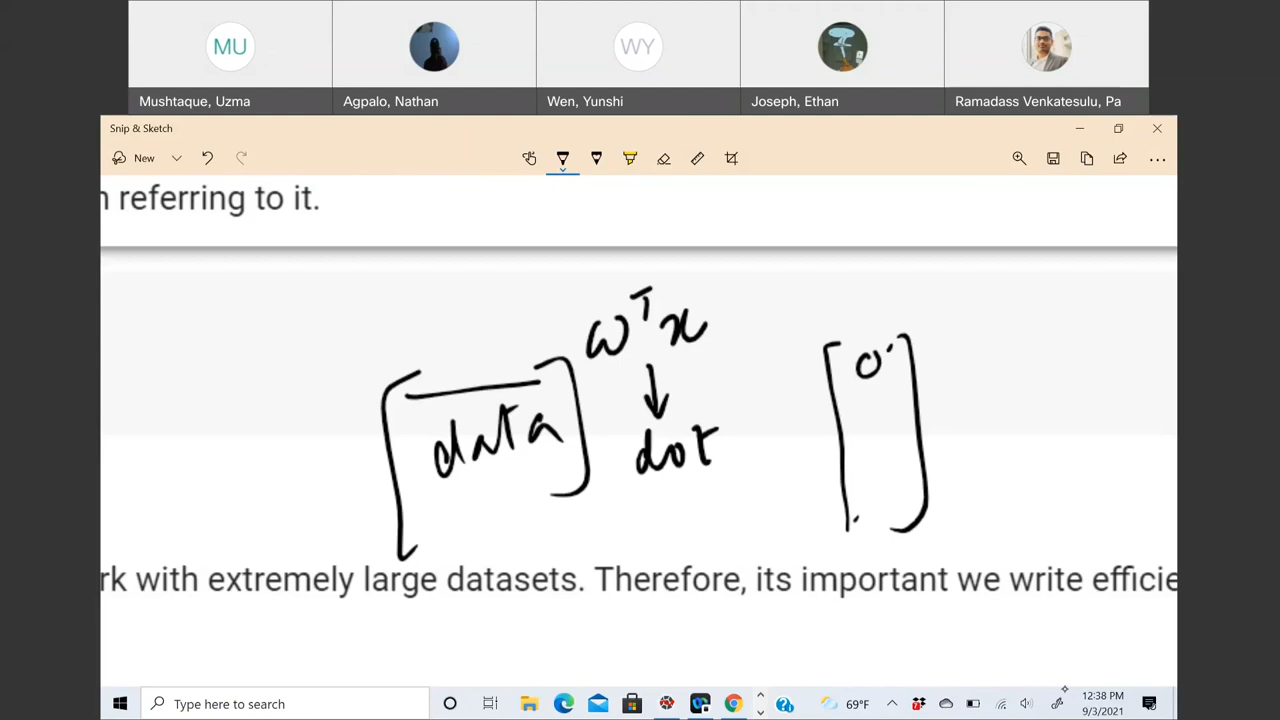 MU
WY
Mushtaque, Uzma
Agpalo, Nathan
Wen, Yunshi
Joseph, Ethan
Ramadass Venkatesulu, Pa
Snip & Sketch
New
n referring to it.
ω^T x
data
dot
0
rk with extremely large datasets. Therefore, its important we write efficie
Type here to search
69°F
12:38 PM
9/3/2021